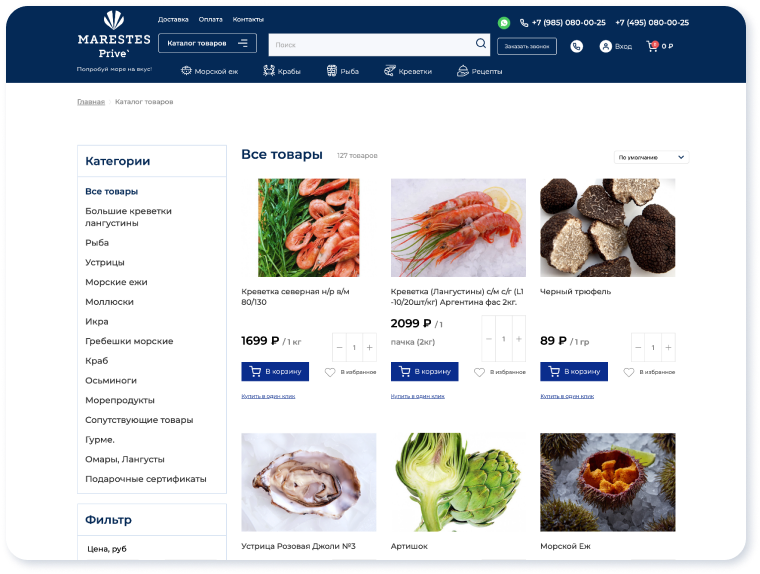 MARESTES
Prive`
Попробуй море на вкус!
Доставка Оплата Контакты
+7 (985) 080-00-25 +7 (495) 080-00-25
Каталог товаров
Поиск
Заказать звонок
Вход
0 ₽
Морской еж Крабы Рыба Креветки Рецепты
Главная Каталог товаров
Категории
Все товары
Большие креветки
лангустины
Рыба
Устрицы
Морские ежи
Моллюски
Икра
Гребешки морские
Краб
Осьминоги
Морепродукты
Сопутствующие товары
Гурме.
Омары, Лангусты
Подарочные сертификаты
Фильтр
Цена, руб
Все товары 127 товаров
По умолчанию
Креветка северная н/р в/м
80/130
1699 ₽ / 1 кг
− 1 +
В корзину
В избранное
Купить в один клик
Креветка (Лангустины) с/м с/г (L1
-10/20шт/кг) Аргентина фас 2кг.
2099 ₽ / 1
пачка (2кг)
− 1 +
В корзину
В избранное
Купить в один клик
Черный трюфель
89 ₽ / 1 гр
− 1 +
В корзину
В избранное
Купить в один клик
Устрица Розовая Джоли №3
Артишок
Морской Еж